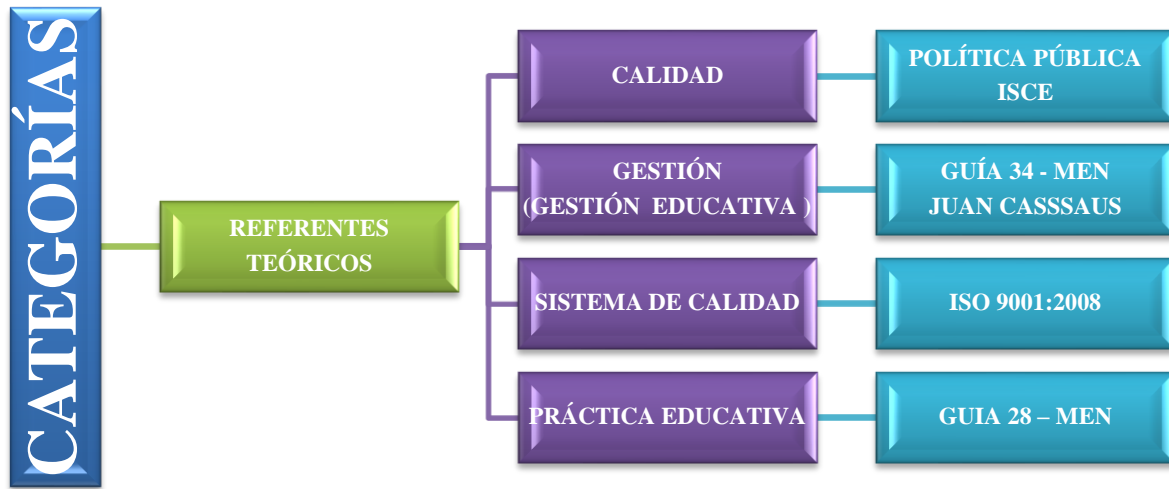 CATEGORÍAS
REFERENTES
TEÓRICOS
CALIDAD
POLÍTICA PÚBLICA
ISCE
GESTIÓN
(GESTIÓN EDUCATIVA )
GUÍA 34 - MEN
JUAN CASSSAUS
SISTEMA DE CALIDAD
ISO 9001:2008
PRÁCTICA EDUCATIVA
GUIA 28 – MEN